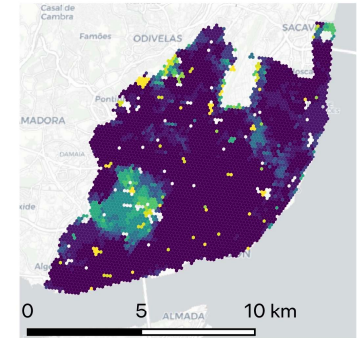 Casal de
Cambra
Famões
ODIVELAS
SACAV
Pont
MADORA
DAMAIA
xide
Alg
N
ALMADA
0 5 10 km